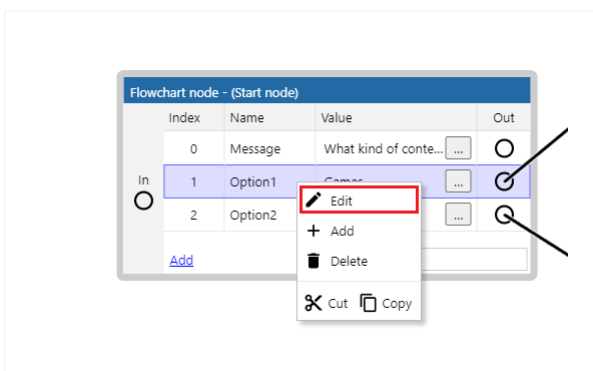 Flowchart node - (Start node)
Index Name Value Out
0 Message What kind of conte... ...
In
1 Option1 Games ...
2 Option2 ...
Edit
Add
Delete
Cut Copy
Add